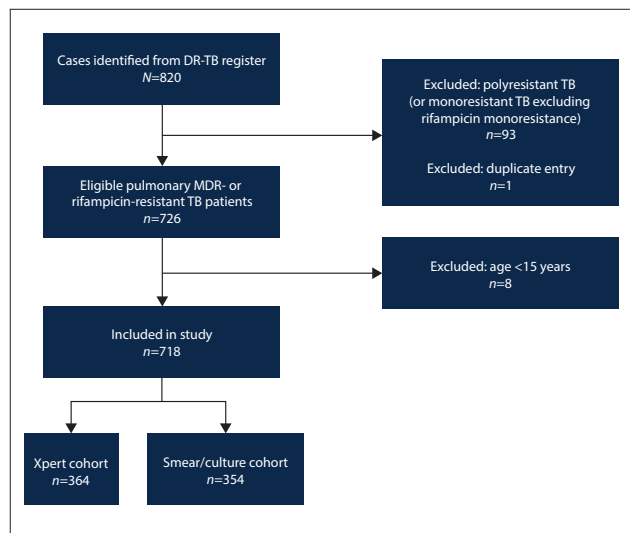 Cases identified from DR-TB register
N=820
Excluded: polyresistant TB
(or monoresistant TB excluding
rifampicin monoresistance)
n=93
Excluded: duplicate entry
n=1
Eligible pulmonary MDR- or
rifampicin-resistant TB patients
n=726
Excluded: age <15 years
n=8
Included in study
n=718
Xpert cohort
n=364
Smear/culture cohort
n=354